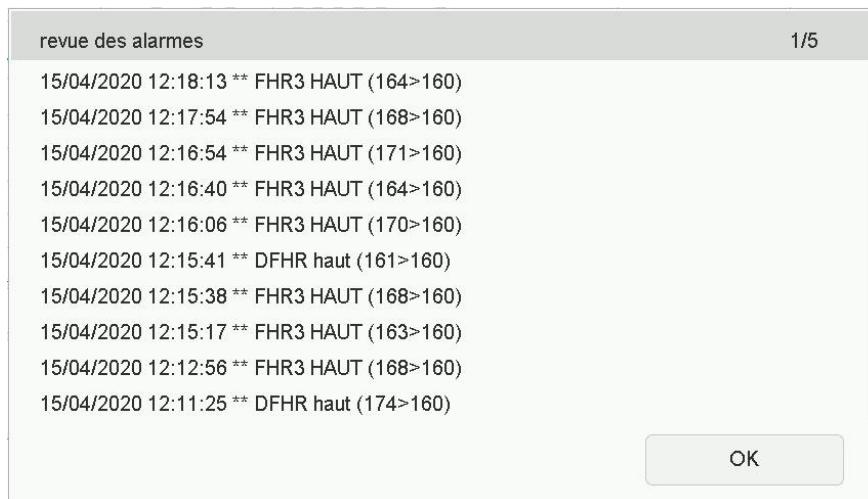 revue des alarmes 1/5
15/04/2020 12:18:13 ** FHR3 HAUT (164>160)
15/04/2020 12:17:54 ** FHR3 HAUT (168>160)
15/04/2020 12:16:54 ** FHR3 HAUT (171>160)
15/04/2020 12:16:40 ** FHR3 HAUT (164>160)
15/04/2020 12:16:06 ** FHR3 HAUT (170>160)
15/04/2020 12:15:41 ** DFHR haut (161>160)
15/04/2020 12:15:38 ** FHR3 HAUT (168>160)
15/04/2020 12:15:17 ** FHR3 HAUT (163>160)
15/04/2020 12:12:56 ** FHR3 HAUT (168>160)
15/04/2020 12:11:25 ** DFHR haut (174>160)
OK